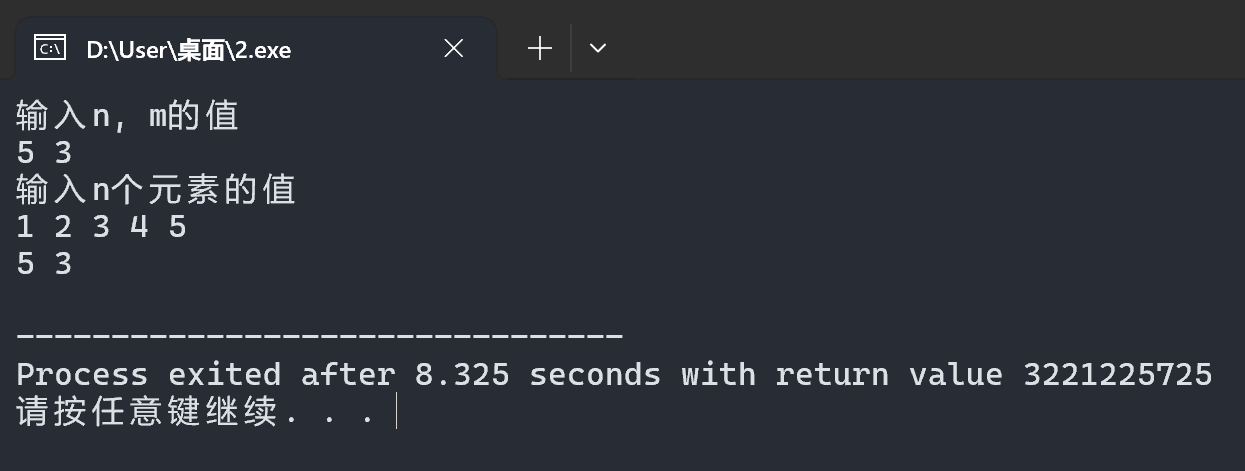 D:\User\桌面\2.exe
输入n, m的值
5 3
输入n个元素的值
1 2 3 4 5
5 3
--------------------------------
Process exited after 8.325 seconds with return value 3221225725
请按任意键继续. . .